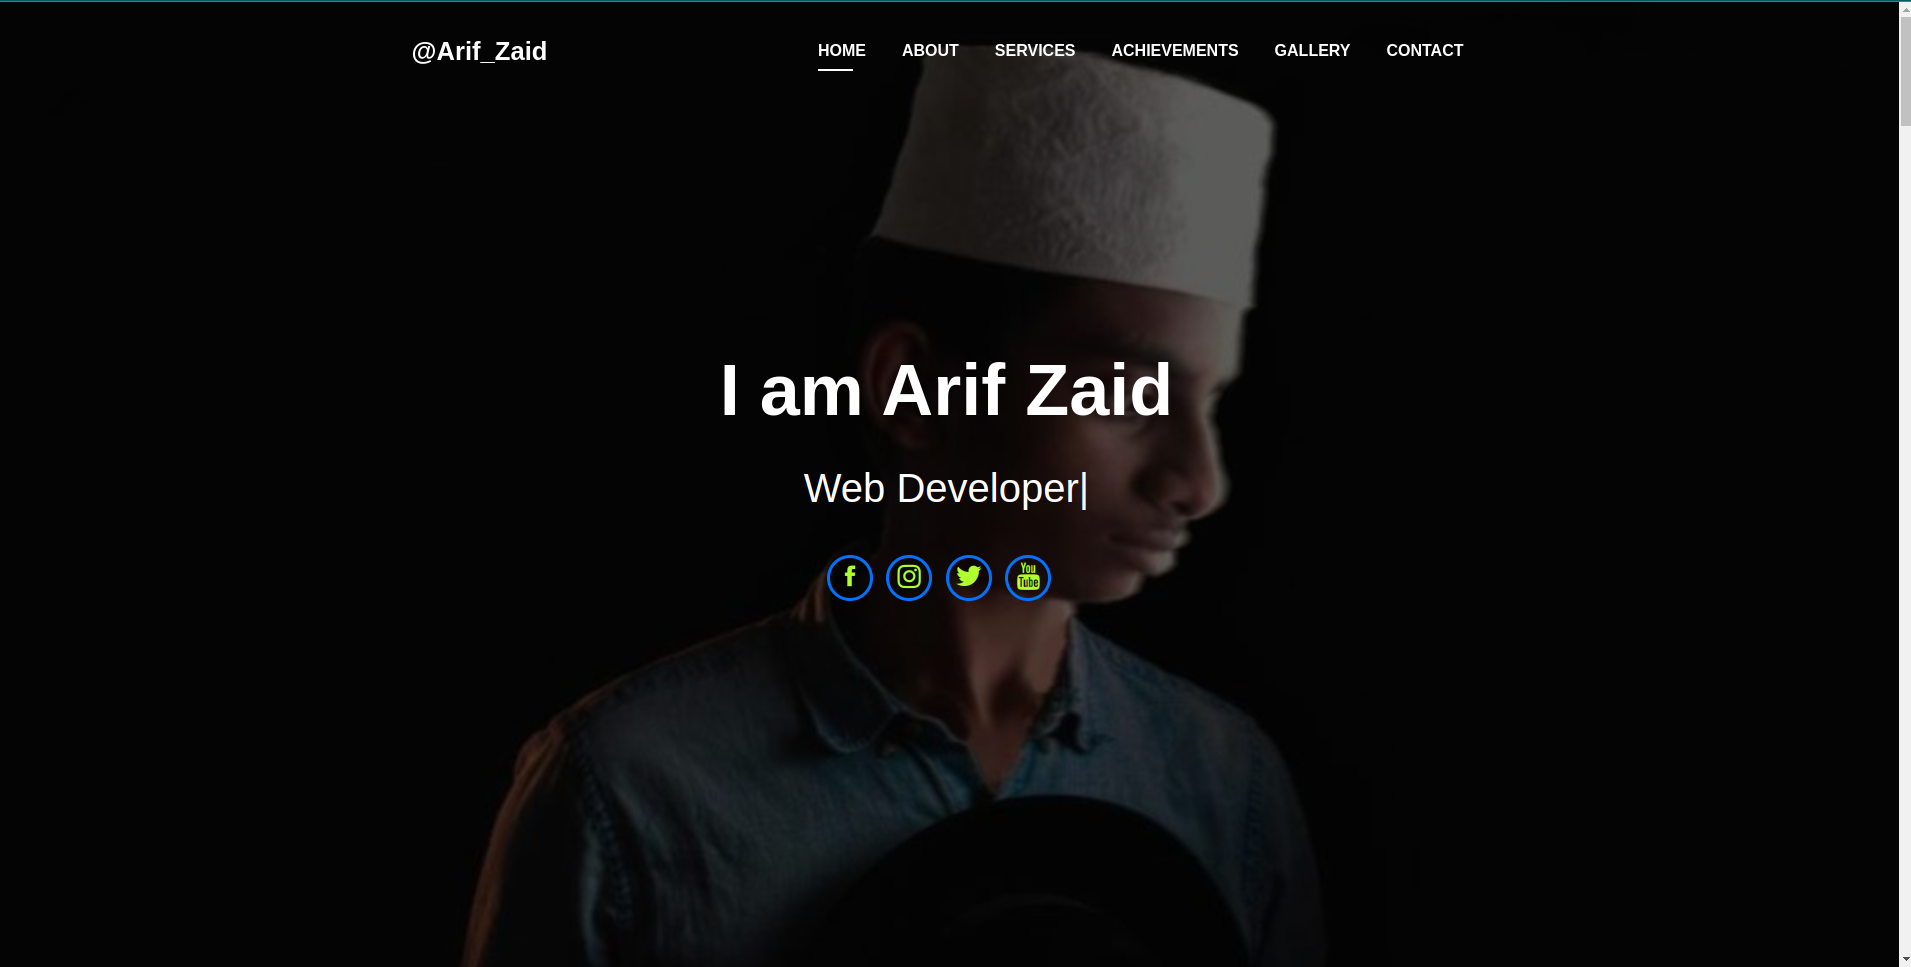 @Arif_Zaid
HOME ABOUT SERVICES ACHIEVEMENTS GALLERY CONTACT
I am Arif Zaid
Web Developer|
You
Tube